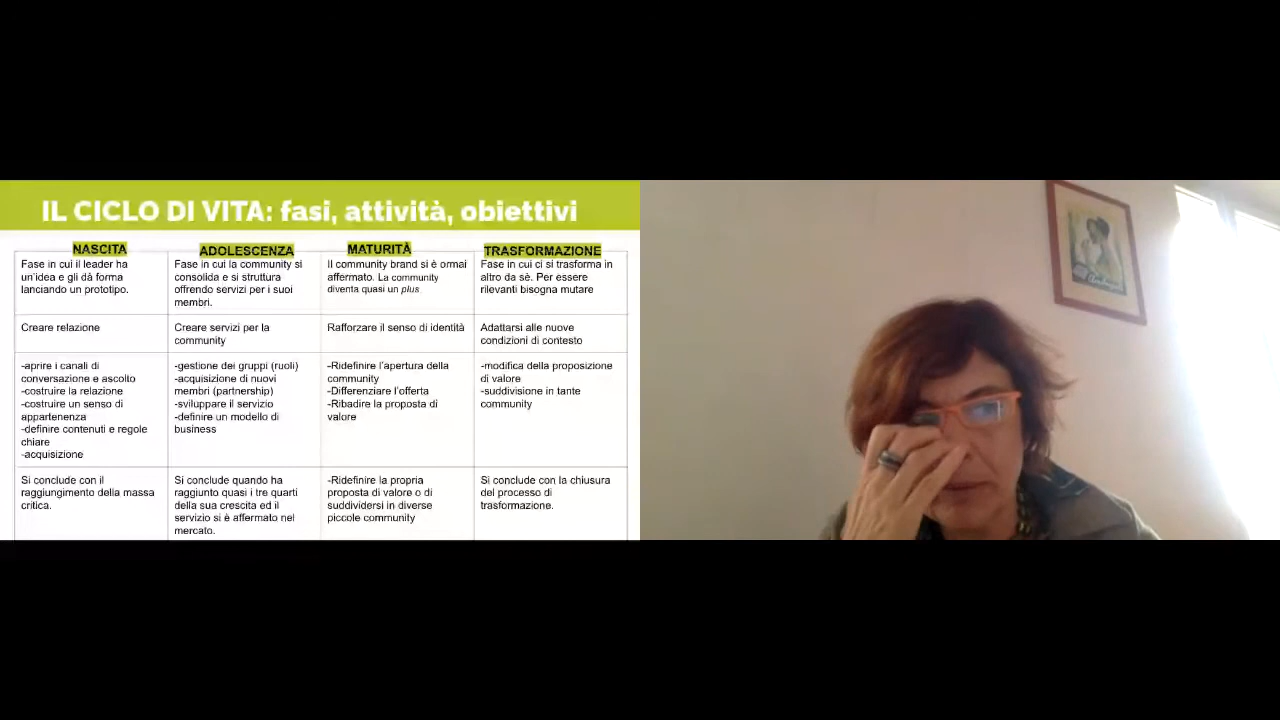 IL CICLO DI VITA: fasi, attività, obiettivi
NASCITA
Fase in cui il leader ha
un'idea e gli dà forma
lanciando un prototipo.
ADOLESCENZA
Fase in cui la community si
consolida e si struttura
offrendo servizi per i suoi
membri.
MATURITÀ
Il community brand si è ormai
affermato. La community
diventa quasi un plus
TRASFORMAZIONE
Fase in cui ci si trasforma in
altro da sè. Per essere
rilevanti bisogna mutare
Creare relazione
Creare servizi per la
community
Rafforzare il senso di identità
Adattarsi alle nuove
condizioni di contesto
-aprire i canali di
conversazione e ascolto
-costruire la relazione
-costruire un senso di
appartenenza
-definire contenuti e regole
chiare
-acquisizione
-gestione dei gruppi (ruoli)
-acquisizione di nuovi
membri (partnership)
-sviluppare il servizio
-definire un modello di
business
-Ridefinire l'apertura della
community
-Differenziare l'offerta
-Ribadire la proposta di
valore
-modifica della proposizione
di valore
-suddivisione in tante
community
Si conclude con il
raggiungimento della massa
critica.
Si conclude quando ha
raggiunto quasi i tre quarti
della sua crescita ed il
servizio si è affermato nel
mercato.
-Ridefinire la propria
proposta di valore o di
suddividersi in diverse
piccole community
Si conclude con la chiusura
del processo di
trasformazione.